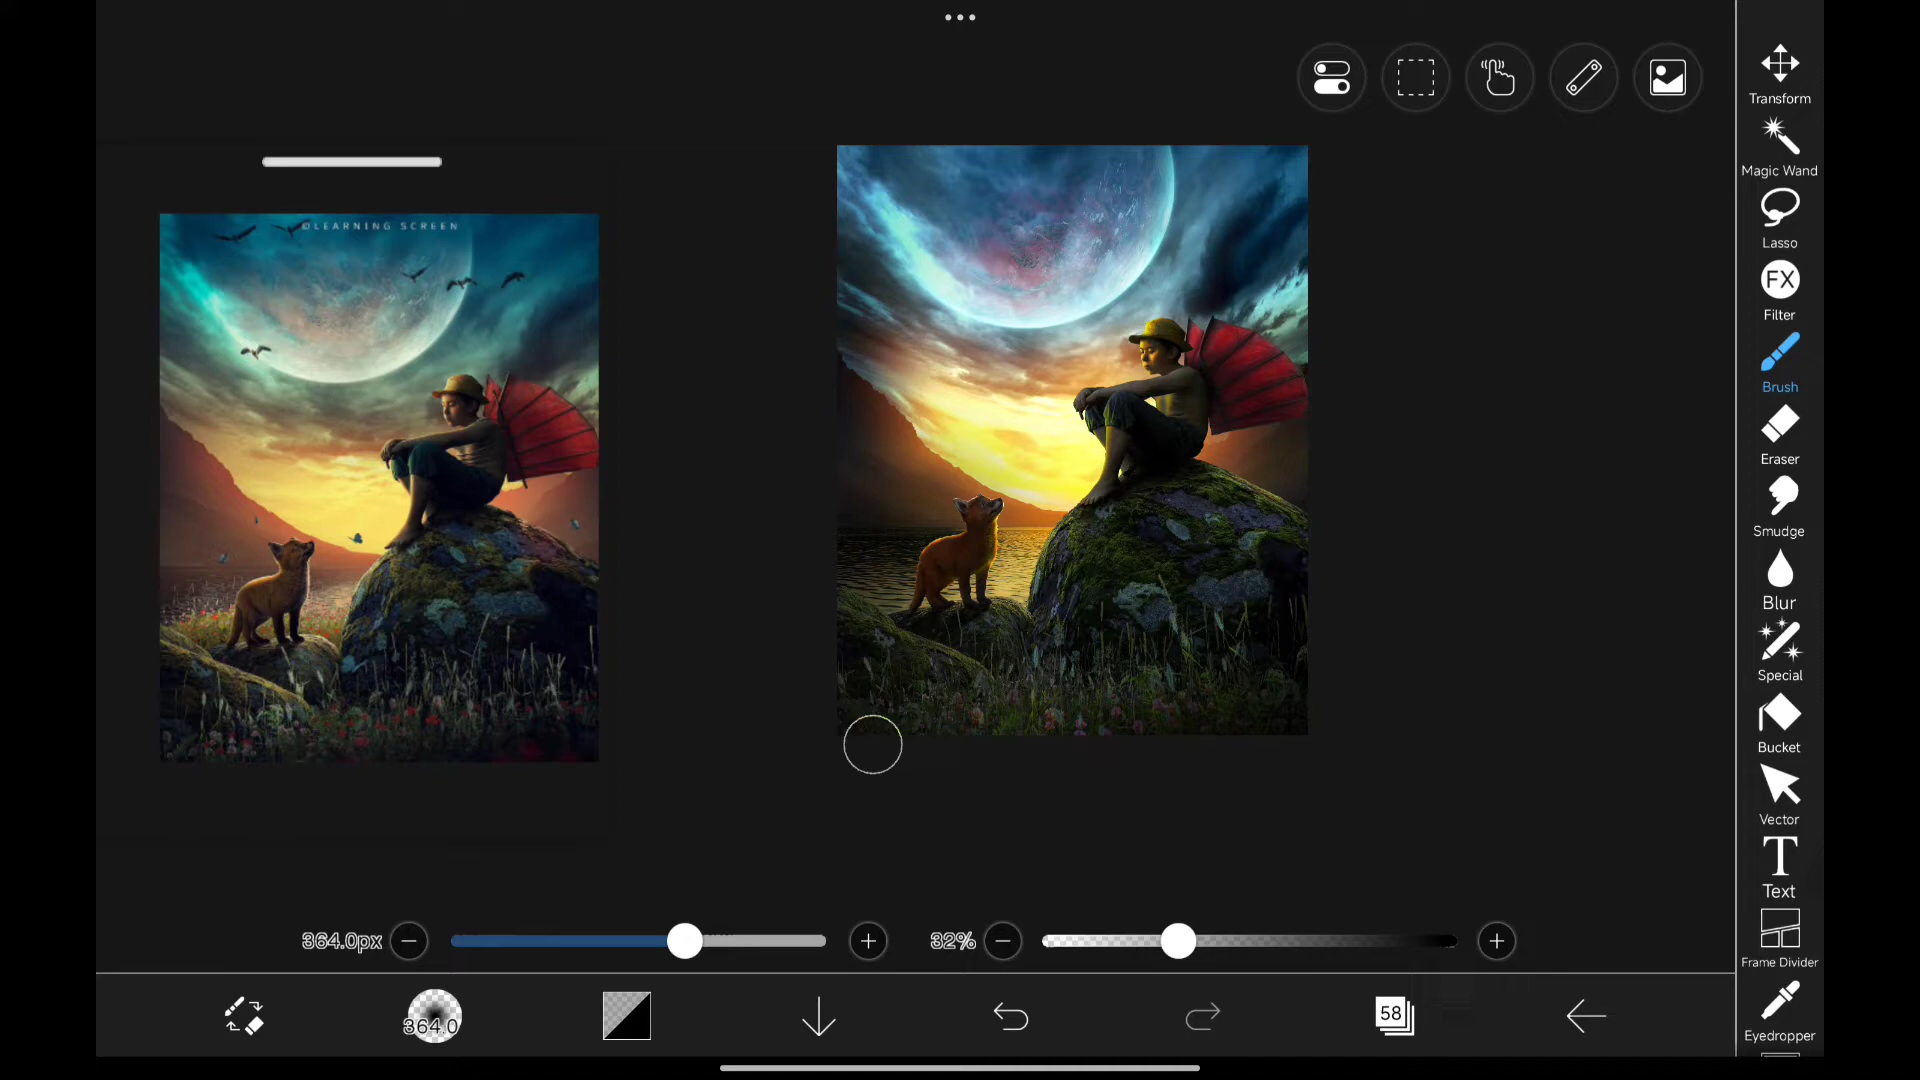 Transform
Magic Wand
©LEARNING SCREEN
Lasso
FX
Filter
Brush
Eraser
Smudge
Blur
Special
Bucket
Vector
T
Text
364.0px
32%
Frame Divider
364.0
58
Eyedropper